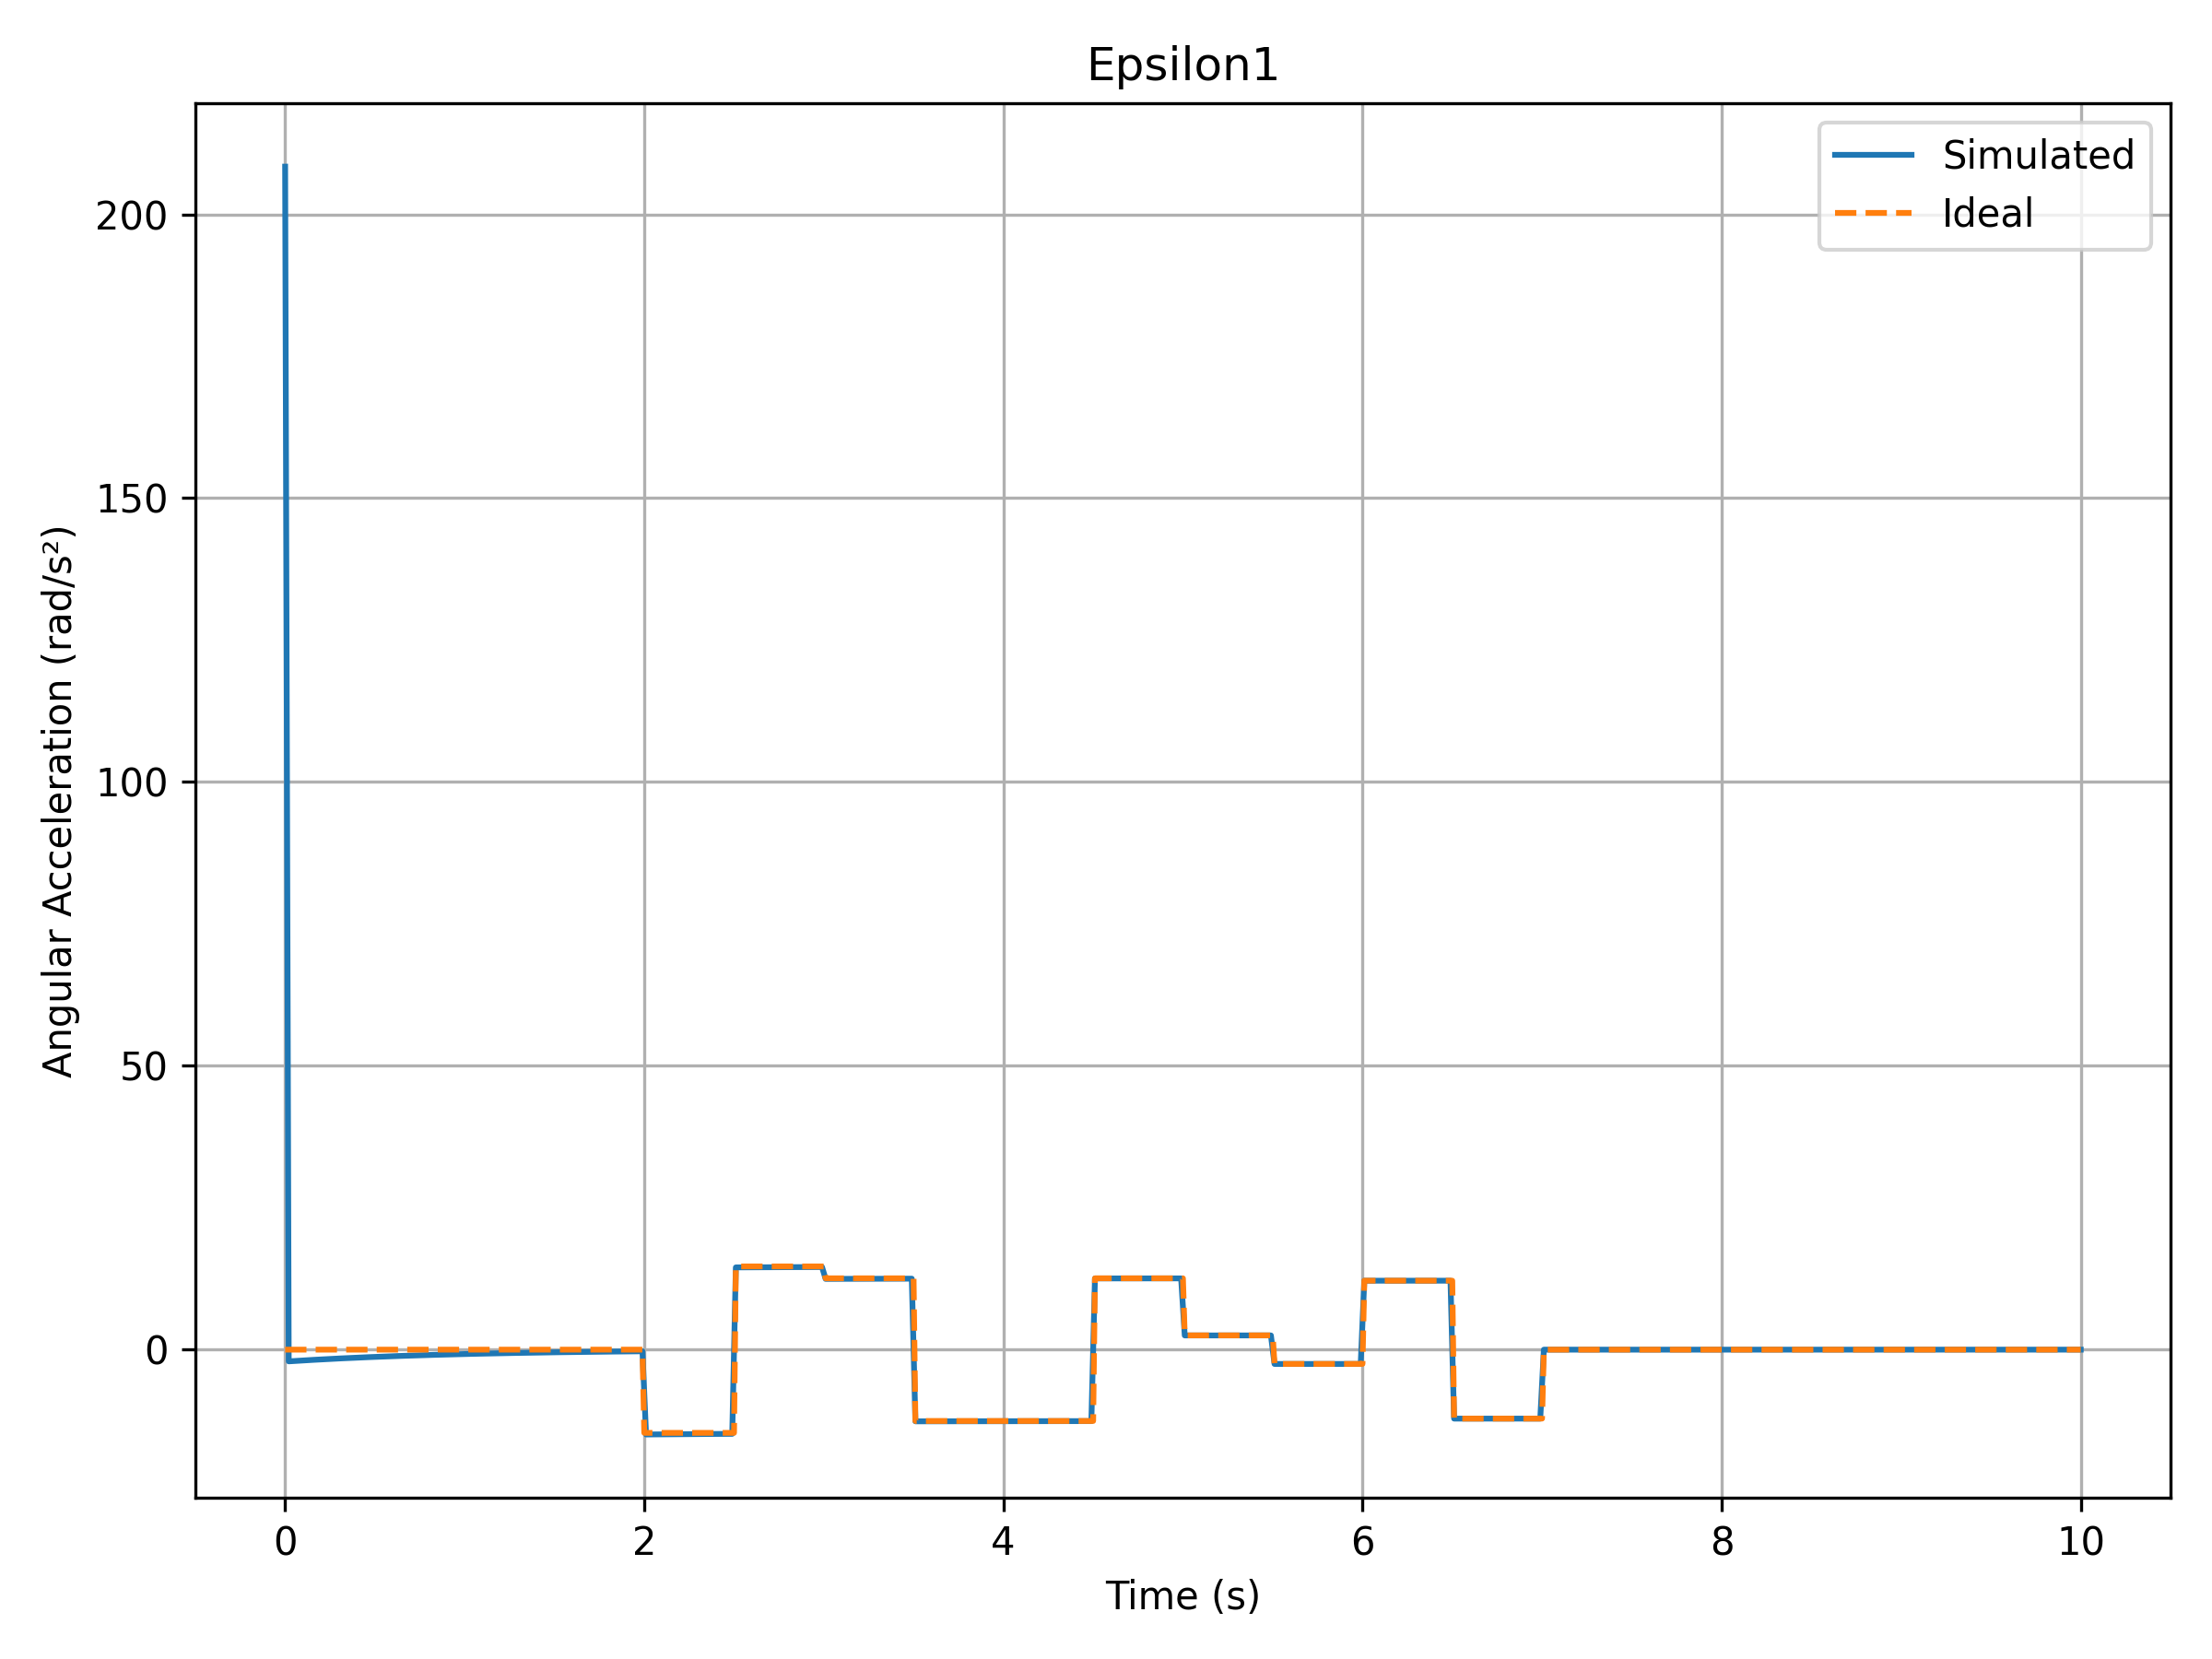 Epsilon1
Simulated
Ideal
200
150
100
50
0
Angular Acceleration (rad/s²)
0 2 4 6 8 10
Time (s)